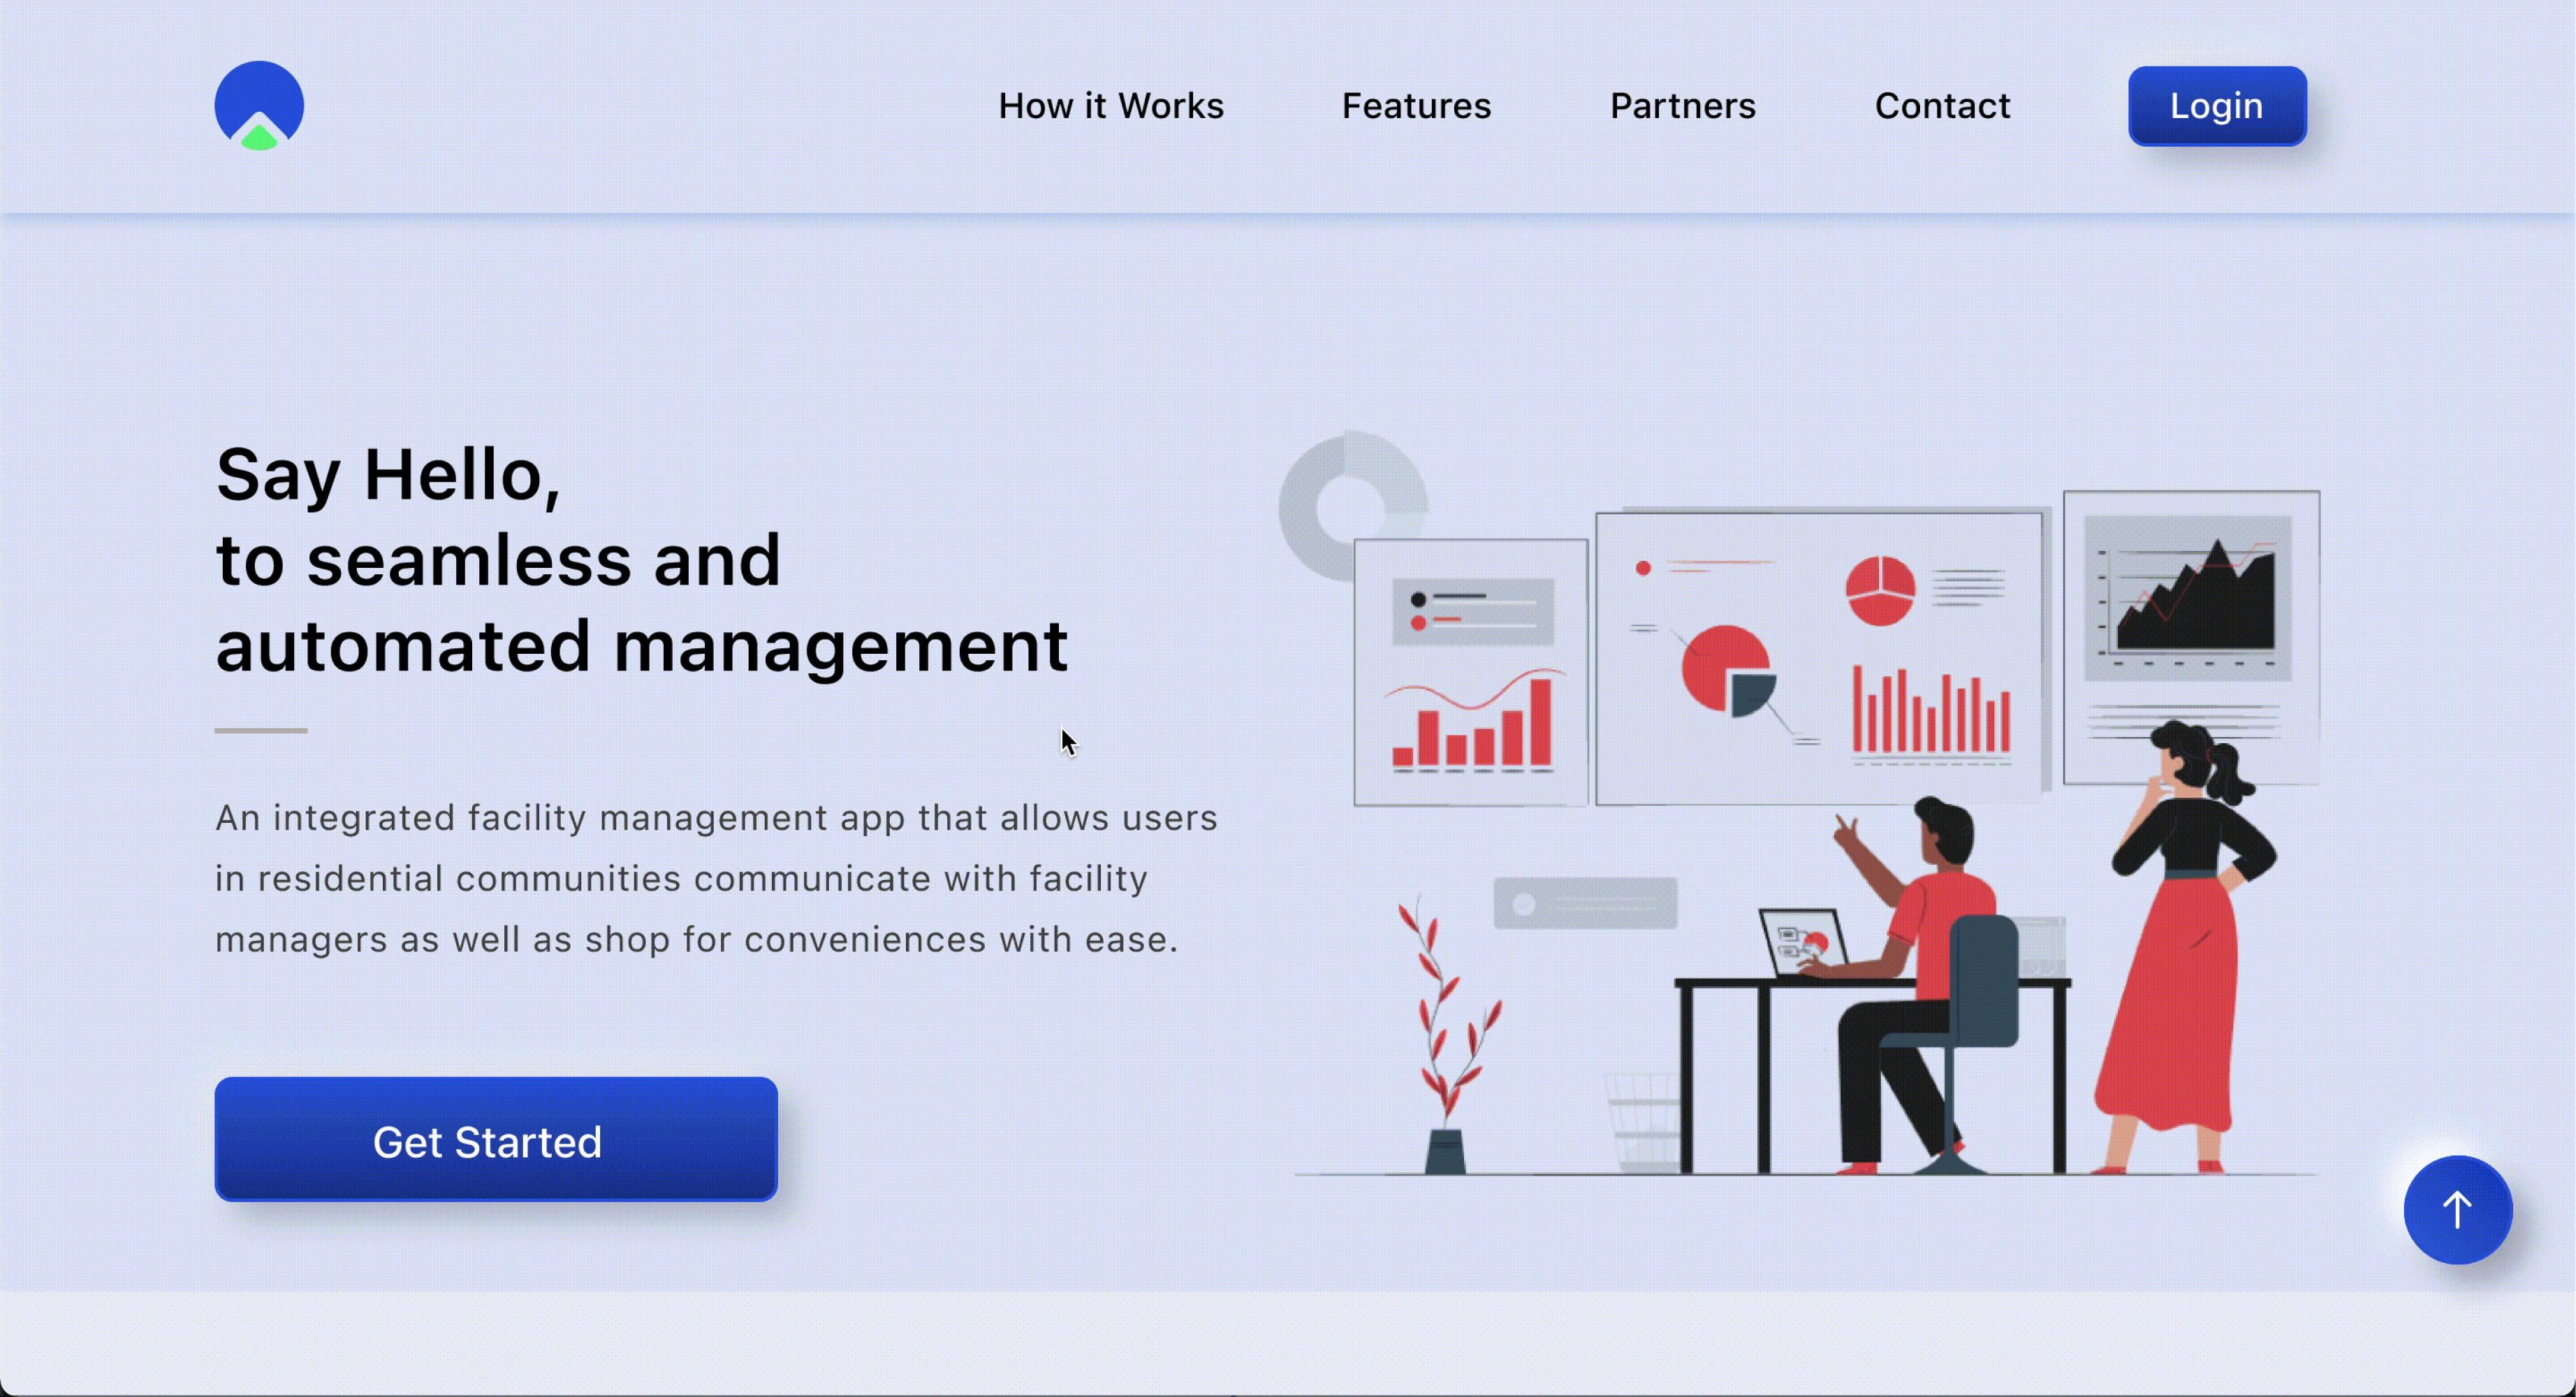 How it Works
Features
Partners
Contact
Login
Say Hello,
to seamless and
automated management
An integrated facility management app that allows users
in residential communities communicate with facility
managers as well as shop for conveniences with ease.
Get Started